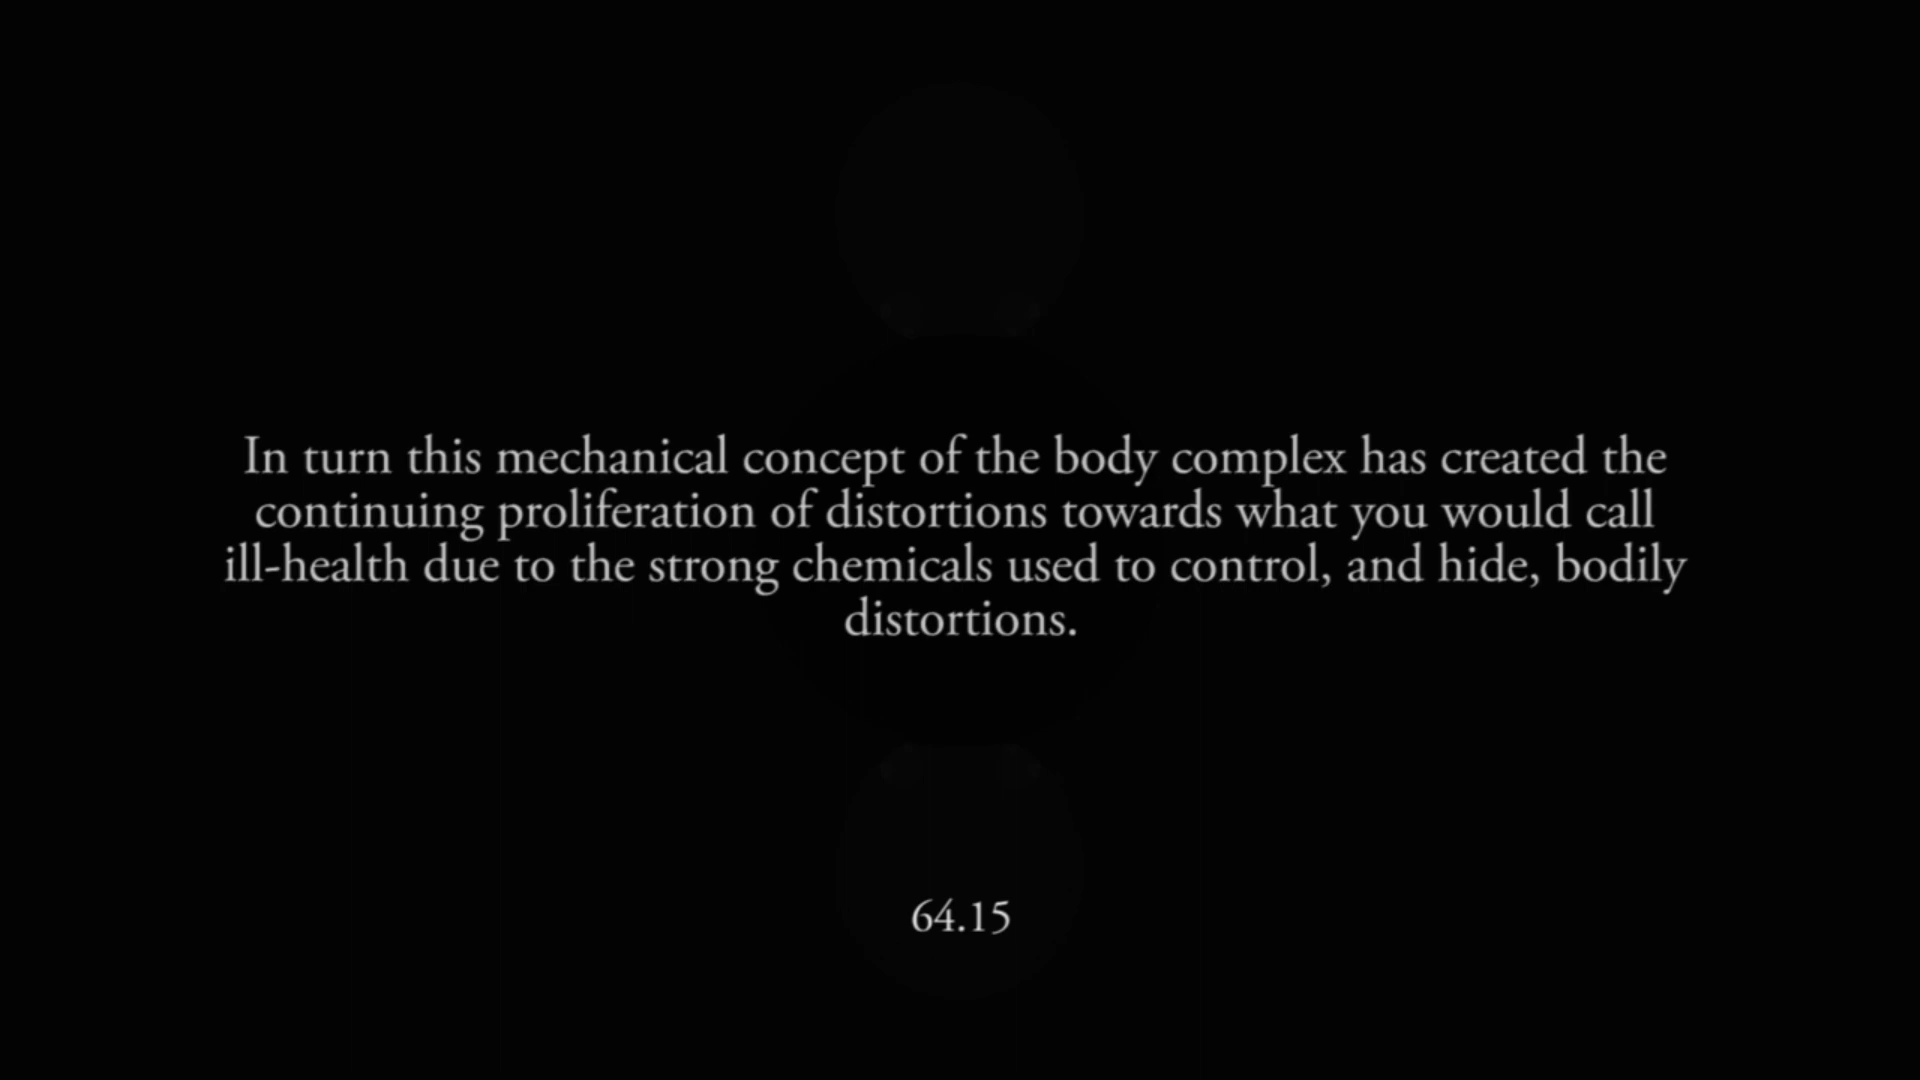 In turn this mechanical concept of the body complex has created the
continuing proliferation of distortions towards what you would call
ill-health due to the strong chemicals used to control, and hide, bodily
distortions.
64.15